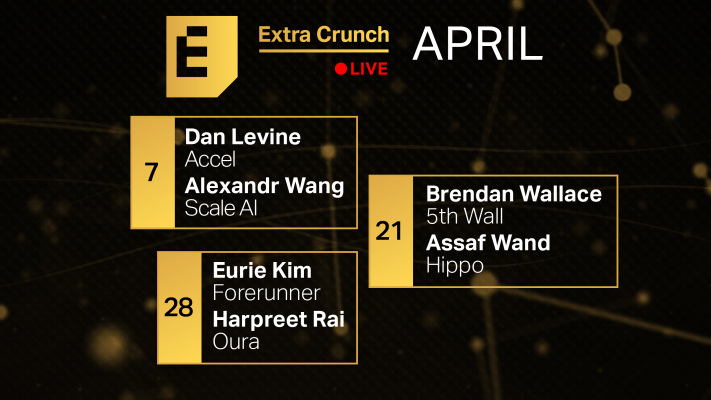 E
Extra Crunch
LIVE
APRIL
7
Dan Levine
Accel
Alexandr Wang
Scale AI
21
Brendan Wallace
5th Wall
Assaf Wand
Hippo
28
Eurie Kim
Forerunner
Harpreet Rai
Oura